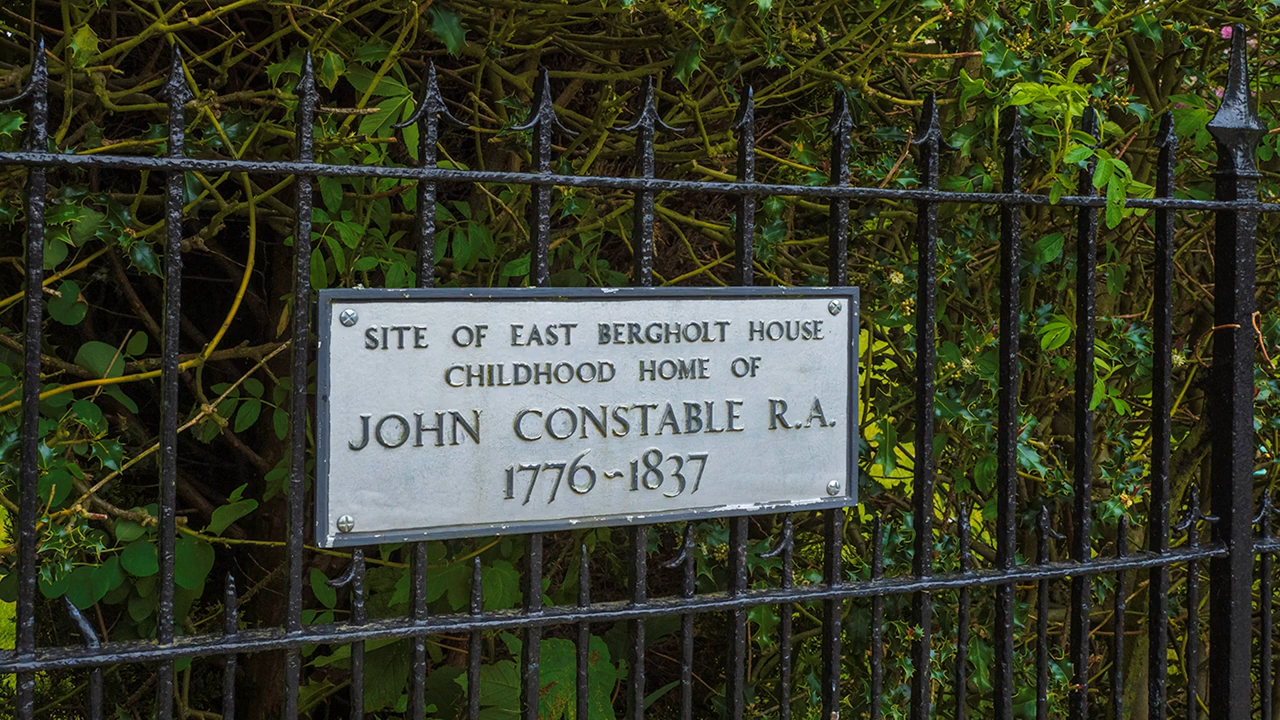 SITE OF EAST BERGHOLT HOUSE
CHILDHOOD HOME OF
JOHN CONSTABLE R.A.
1776~1837